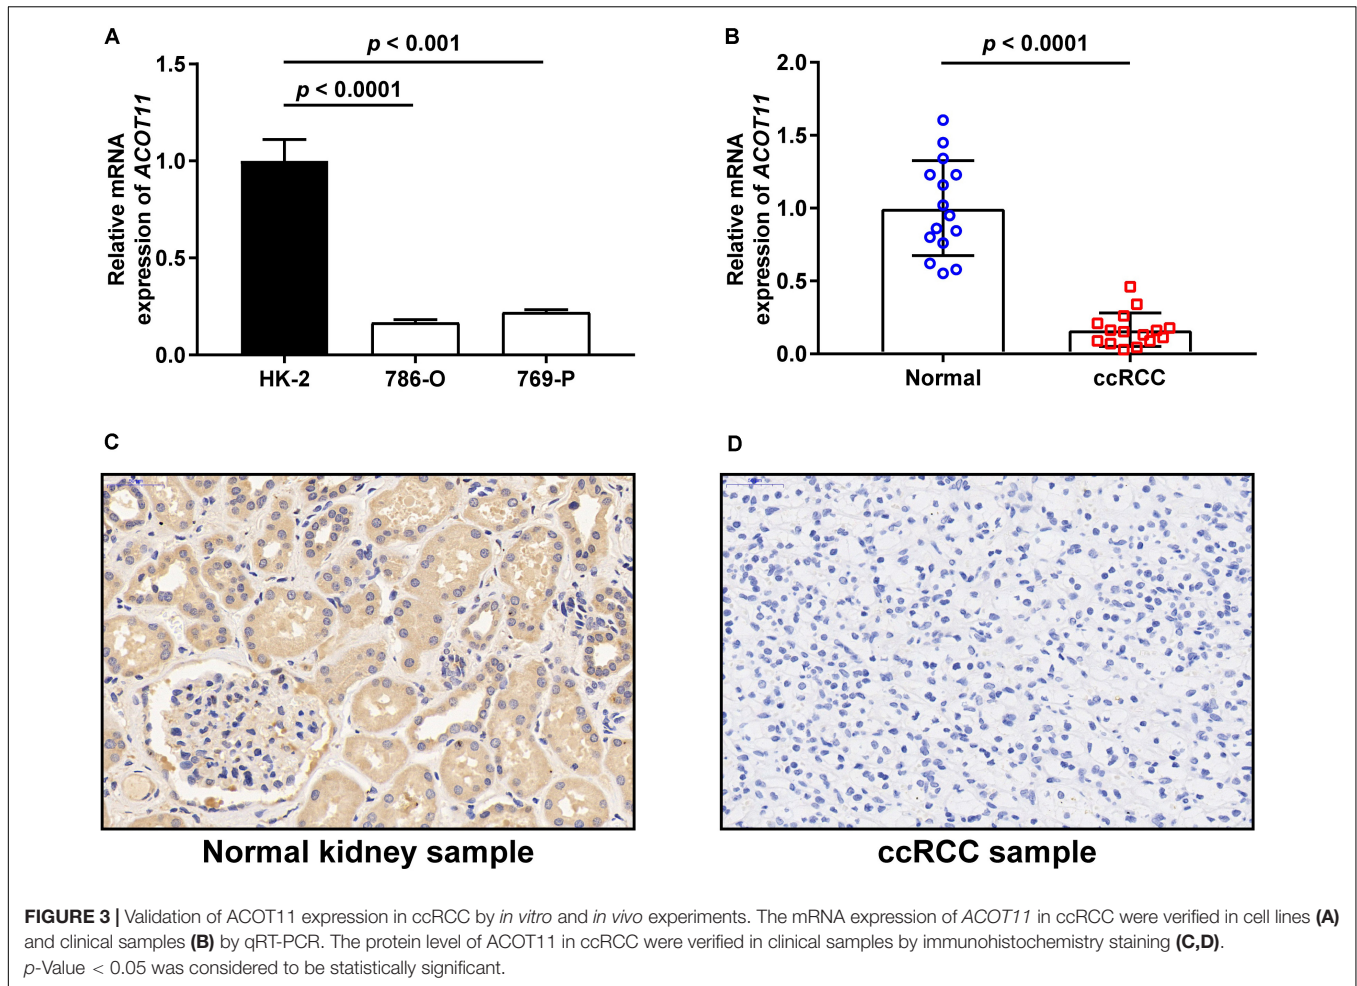 A
p < 0.001
p < 0.0001
Relative mRNA
expression of ACOT11
1.5
1.0
0.5
0.0
HK-2 786-O 769-P
B
p < 0.0001
Relative mRNA
expression of ACOT11
2.0
1.5
1.0
0.5
0.0
Normal ccRCC
C
Normal kidney sample
D
ccRCC sample
FIGURE 3 | Validation of ACOT11 expression in ccRCC by in vitro and in vivo experiments. The mRNA expression of ACOT11 in ccRCC were verified in cell lines (A)
and clinical samples (B) by qRT-PCR. The protein level of ACOT11 in ccRCC were verified in clinical samples by immunohistochemistry staining (C,D).
p-Value < 0.05 was considered to be statistically significant.